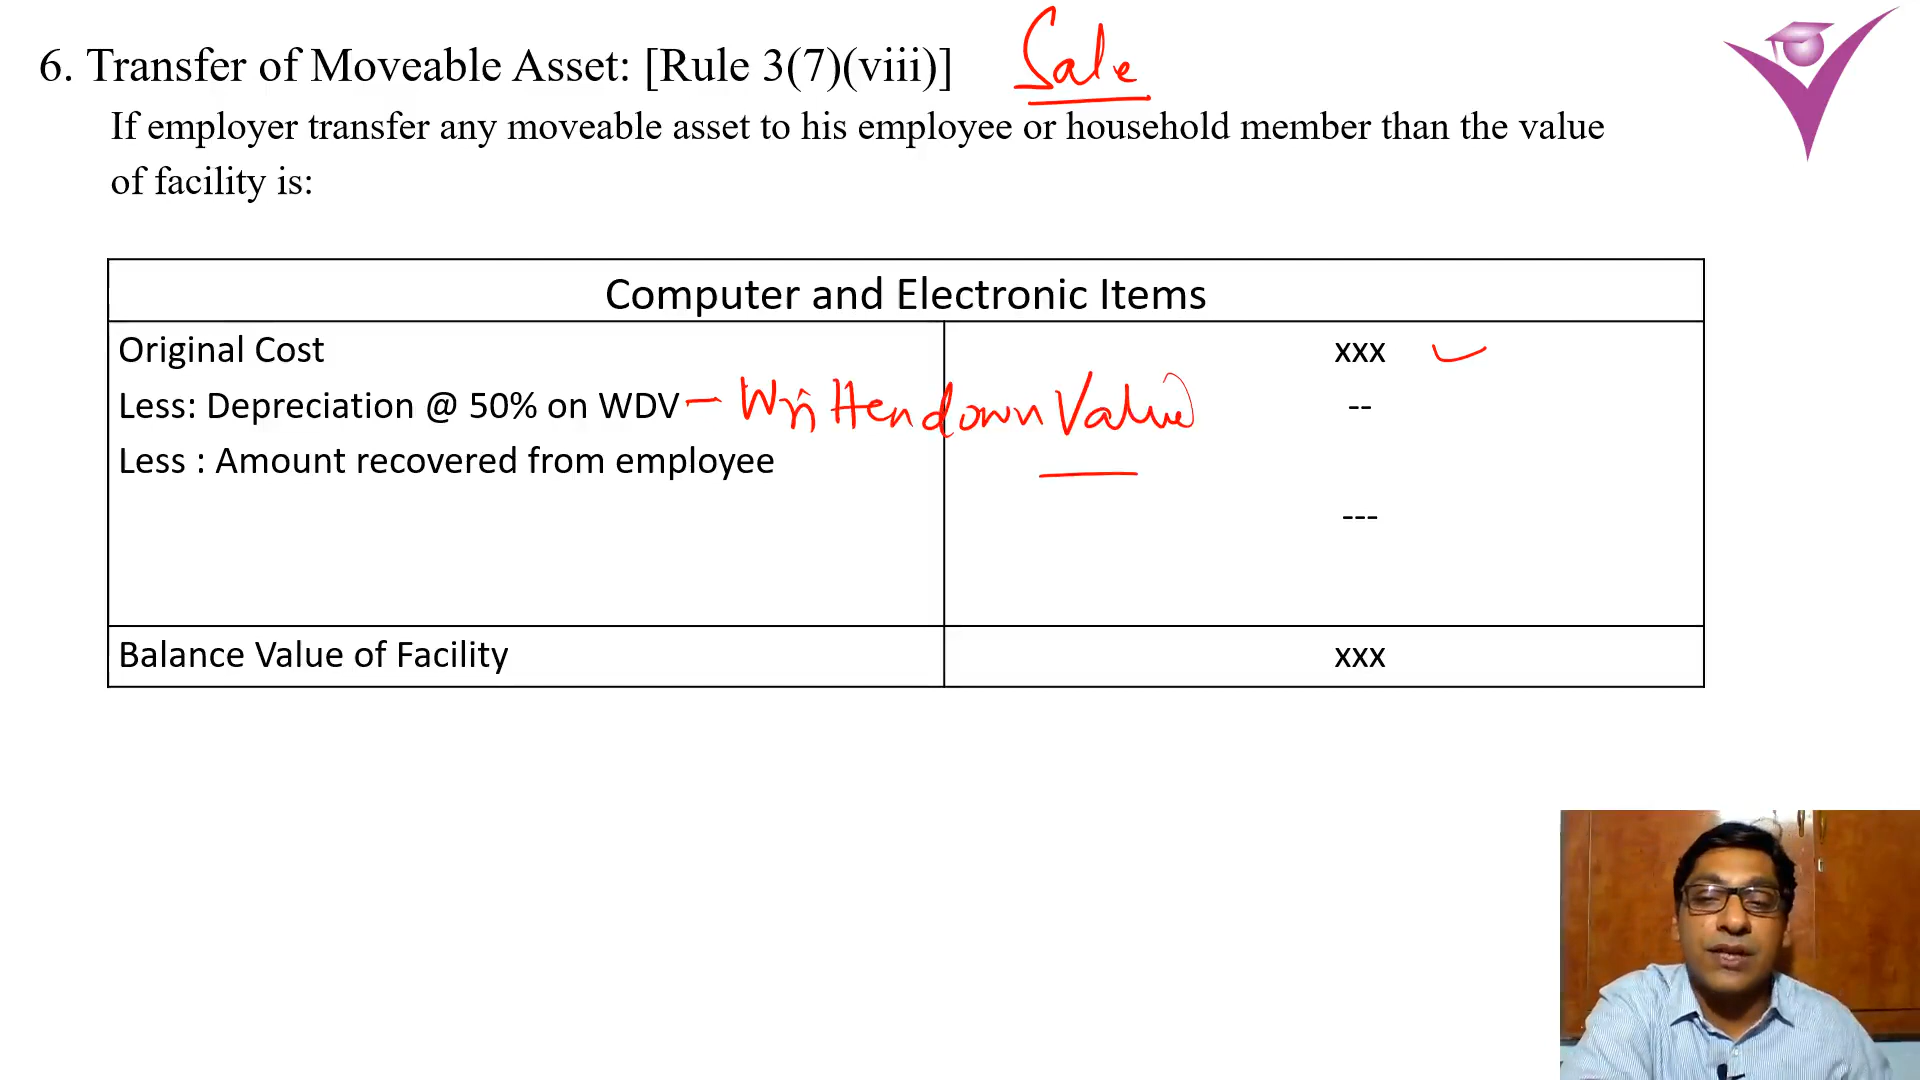 6. Transfer of Moveable Asset: [Rule 3(7)(viii)] Sale
If employer transfer any moveable asset to his employee or household member than the value
of facility is:
Computer and Electronic Items
Original Cost xxx
Less: Depreciation @ 50% on WDV – Written down Value --
Less : Amount recovered from employee
---
Balance Value of Facility xxx